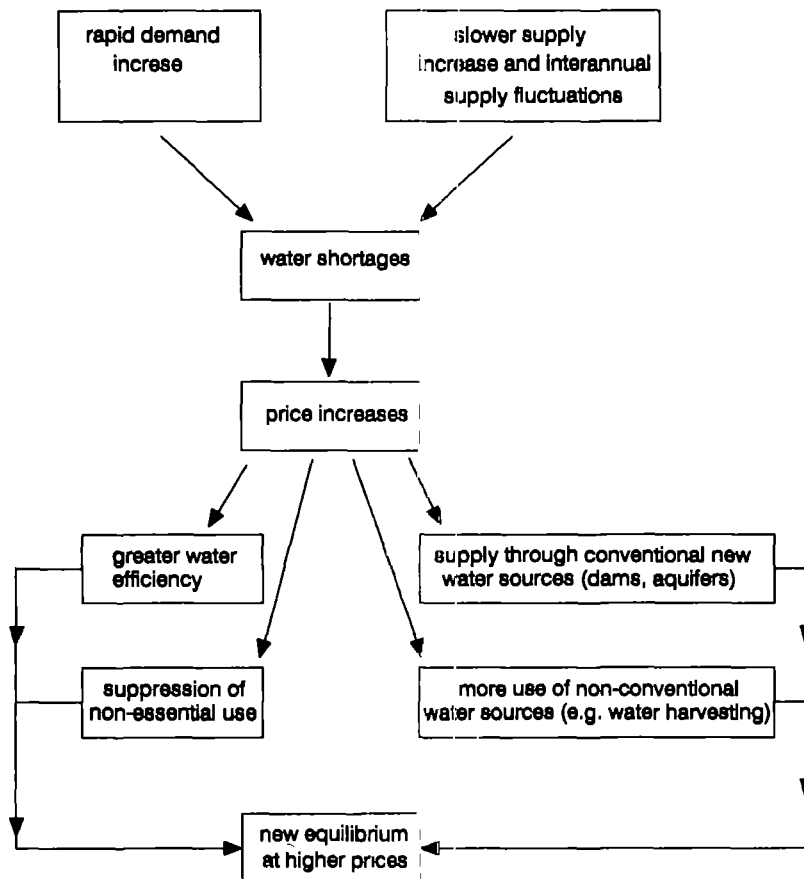 rapid demand
increse
slower supply
increase and interannual
supply fluctuations
water shortages
price increases
greater water
efficiency
supply through conventional new
water sources (dams, aquifers)
suppression of
non-essential use
more use of non-conventional
water sources (e.g. water harvesting)
new equilibrium
at higher prices